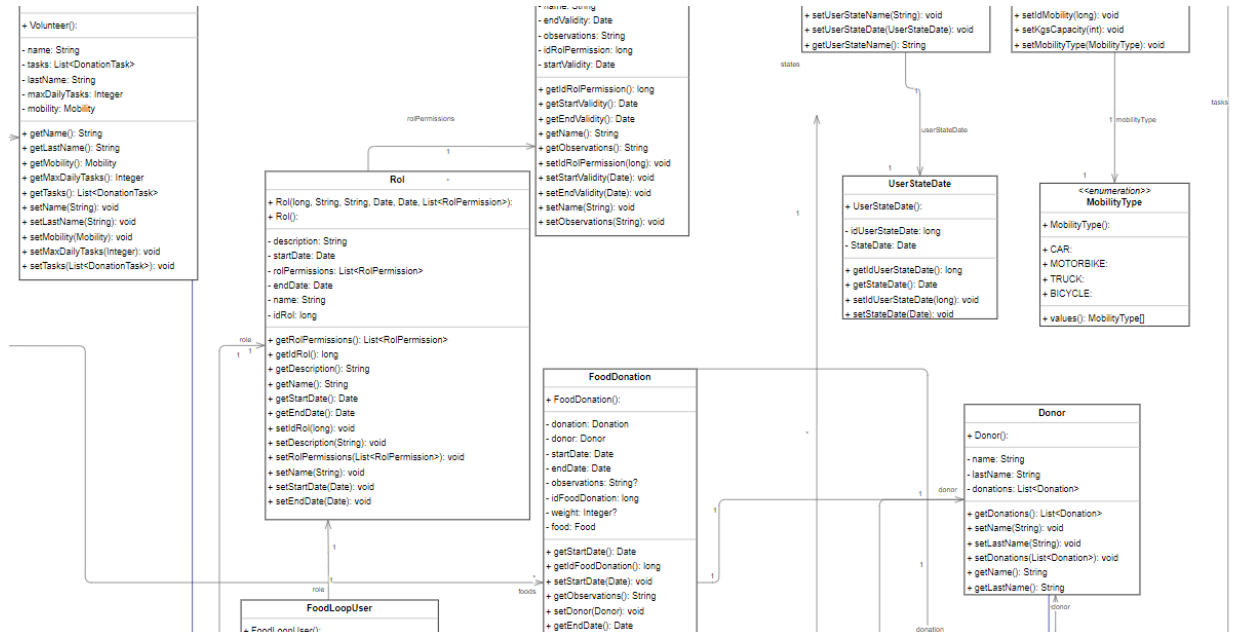 + Volunteer():
- name: String
- tasks: List<DonationTask>
- lastName: String
- maxDailyTasks: Integer
- mobility: Mobility
+ getName(): String
+ getLastName(): String
+ getMobility(): Mobility
+ getMaxDailyTasks(): Integer
+ getTasks(): List<DonationTask>
+ setName(String): void
+ setLastName(String): void
+ setMobility(Mobility): void
+ setMaxDailyTasks(Integer): void
+ setTasks(List<DonationTask>): void
rolPermissions
1
- name: String
- endValidity: Date
- observations: String
- idRolPermission: long
- startValidity: Date
+ getIdRolPermission(): long
+ getStartValidity(): Date
+ getEndValidity(): Date
+ getName(): String
+ getObservations(): String
+ setIdRolPermission(long): void
+ setStartValidity(Date): void
+ setEndValidity(Date): void
+ setName(String): void
+ setObservations(String): void
+ setUserStateName(String): void
+ setUserStateDate(UserStateDate): void
+ getUserStateName(): String
+ setIdMobility(long): void
+ setKgsCapacity(int): void
+ setMobilityType(MobilityType): void
states
tasks
1
userStateDate
1
1 mobilityType
1
1
Rol
+ Rol(long, String, String, Date, Date, List<RolPermission>):
+ Rol():
- description: String
- startDate: Date
- rolPermissions: List<RolPermission>
- endDate: Date
- name: String
- idRol: long
+ getRolPermissions(): List<RolPermission>
+ getIdRol(): long
+ getDescription(): String
+ getName(): String
+ getStartDate(): Date
+ getEndDate(): Date
+ setIdRol(long): void
+ setDescription(String): void
+ setRolPermissions(List<RolPermission>): void
+ setName(String): void
+ setStartDate(Date): void
+ setEndDate(Date): void
role
1 1
UserStateDate
+ UserStateDate():
- idUserStateDate: long
- StateDate: Date
+ getIdUserStateDate(): long
+ getStateDate(): Date
+ setIdUserStateDate(long): void
+ setStateDate(Date): void
<<enumeration>>
MobilityType
+ MobilityType():
+ CAR:
+ MOTORBIKE:
+ TRUCK:
+ BICYCLE:
+ values(): MobilityType[]
FoodDonation
+ FoodDonation():
- donation: Donation
- donor: Donor
- startDate: Date
- endDate: Date
- observations: String?
- idFoodDonation: long
- weight: Integer?
- food: Food
+ getStartDate(): Date
+ getIdFoodDonation(): long
+ setStartDate(Date): void
+ getObservations(): String
+ setDonor(Donor): void
+ getEndDate(): Date
Donor
+ Donor():
- name: String
- lastName: String
- donations: List<Donation>
+ getDonations(): List<Donation>
+ setName(String): void
+ setLastName(String): void
+ setDonations(List<Donation>): void
+ getName(): String
+ getLastName(): String
donor
1
1
1
1
*
1
1
role
*
foods
donor
donation
FoodLoopUser
+ FoodLoopUser():